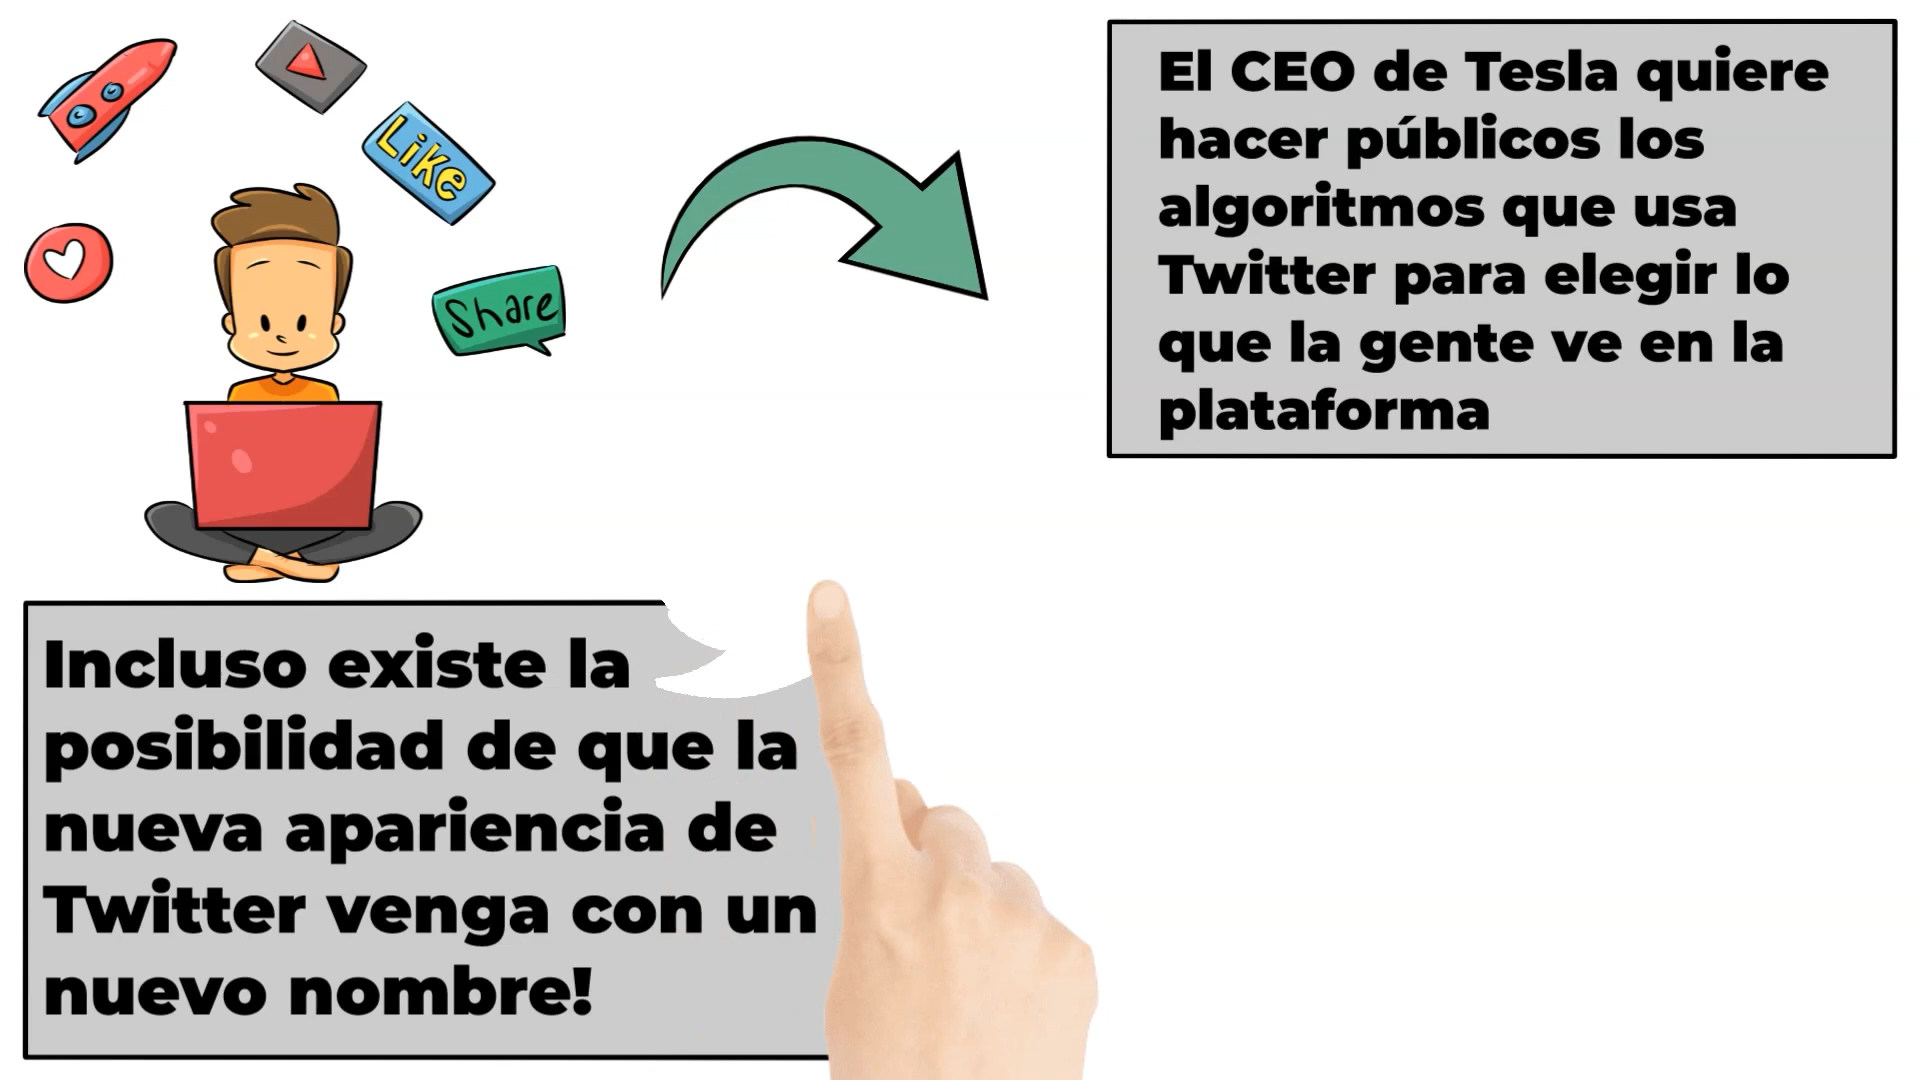 Like
Share
El CEO de Tesla quiere
hacer públicos los
algoritmos que usa
Twitter para elegir lo
que la gente ve en la
plataforma
Incluso existe la
posibilidad de que la
nueva apariencia de
Twitter venga con un
nuevo nombre!